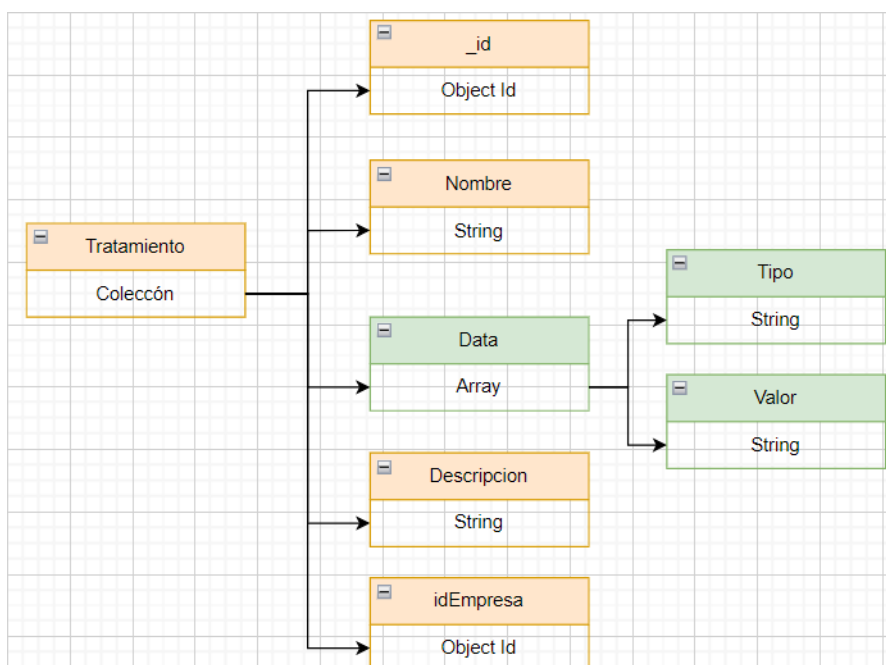 _id
Object Id
Nombre
String
Tratamiento
Coleccón
Tipo
String
Data
Array
Valor
String
Descripcion
String
idEmpresa
Object Id